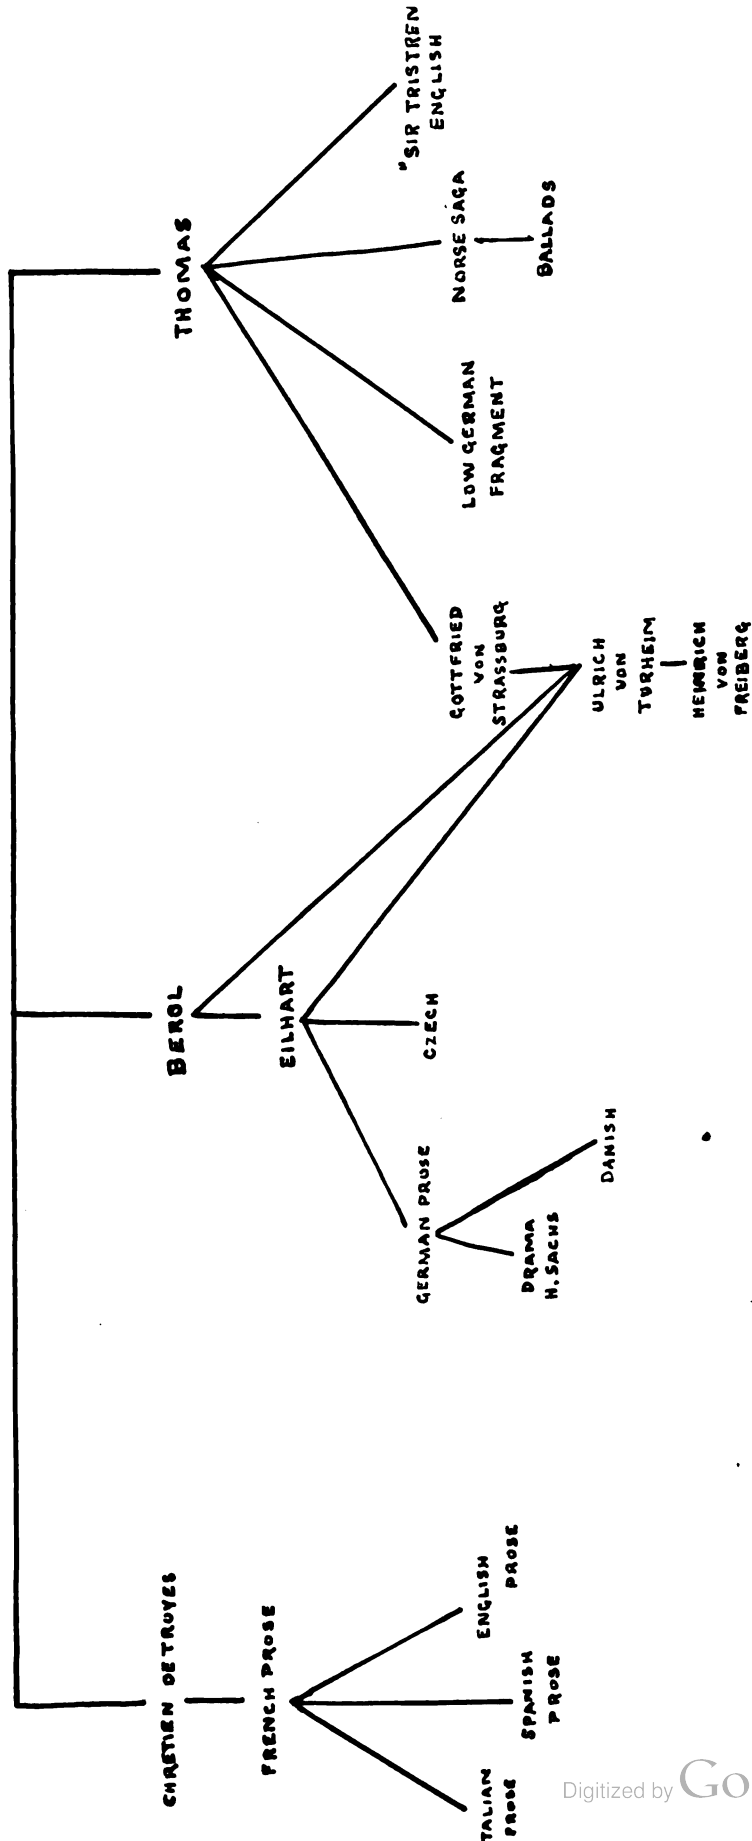 CHRETIEN DE TROYES
BEROL
THOMAS
FRENCH PROSE
EILHART
ITALIAN
PROSE
SPANISH
PROSE
ENGLISH
PROSE
GERMAN PROSE
CZECH
GOTTFRIED
VON
STRASSBURG
LOW GERMAN
FRAGMENT
NORSE SAGA
"SIR TRISTREN
ENGLISH
DRAMA
H. SACHS
DANISH
BALLADS
ULRICH
VON
TURHEIM
HEINRICH
VON
FREIBERG
Digitized by Go